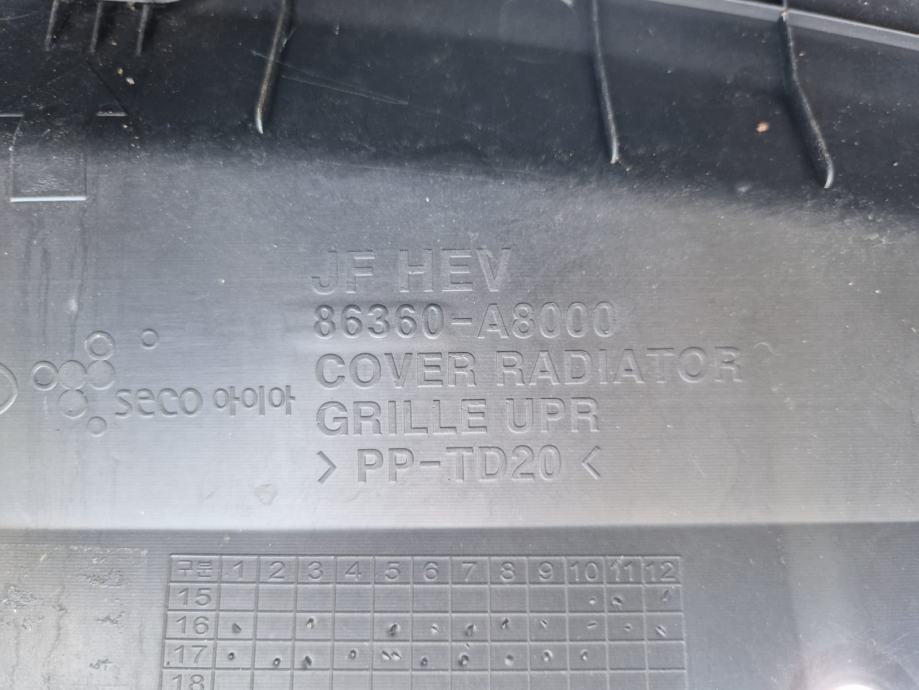 JF HEV
86360-A8000
COVER RADIATOR
seco 아이아
GRILLE UPR
> PP-TD20 <
구분 1 2 3 4 5 6 7 8 9 10 11 12
15
16
17
18